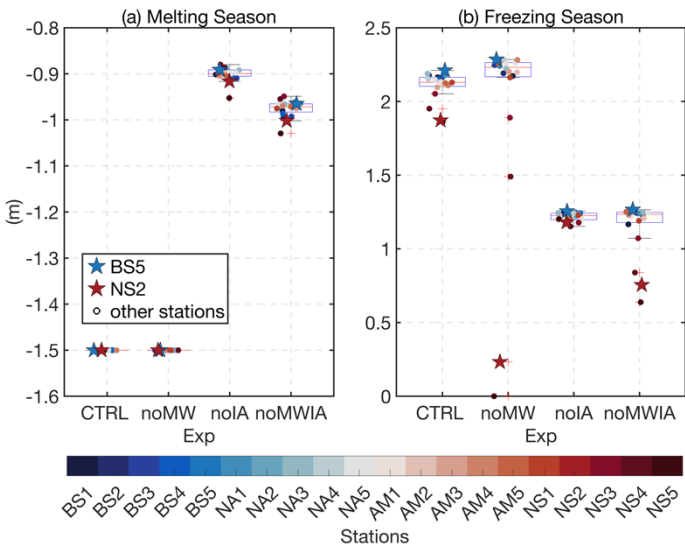 (a) Melting Season
(b) Freezing Season
-0.8
-0.9
-1
-1.1
-1.2
-1.3
-1.4
-1.5
-1.6
(m)
BS5
NS2
other stations
CTRL noMW noIA noMWIA
Exp
2.5
2
1.5
1
0.5
0
CTRL noMW noIA noMWIA
Exp
BS1 BS2 BS3 BS4 BS5 NA1 NA2 NA3 NA4 NA5 AM1 AM2 AM3 AM4 AM5 NS1 NS2 NS3 NS4 NS5
Stations